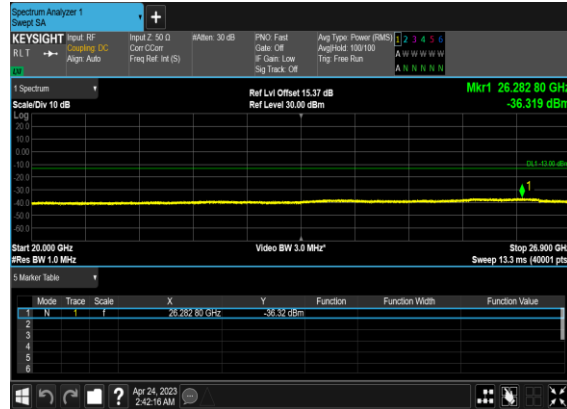 Spectrum Analyzer 1
Swept SA
+
KEYSIGHT Input: RF Input Z: 50 Ω #Atten: 30 dB PNO: Fast Avg Type: Power (RMS) 1 2 3 4 5 6
RLT Coupling: DC Corr CCorr Gate: Off Avg|Hold: 100/100 A W W W W W
Align: Auto Freq Ref: Int (S) IF Gain: Low Trig: Free Run
Sig Track: Off A N N N N N
1 Spectrum Ref Lvl Offset 15.37 dB Mkr1 26.282 80 GHz
Scale/Div 10 dB Ref Level 30.00 dBm -36.319 dBm
Log
20.0
10.0
0.00
-10.0 DL1 -13.00 dBm
-20.0
-30.0 1
-40.0
-50.0
-60.0
Start 20.000 GHz Video BW 3.0 MHz* Stop 26.900 GHz
#Res BW 1.0 MHz Sweep 13.3 ms (40001 pts)
5 Marker Table
Mode Trace Scale X Y Function Function Width Function Value
1 N 1 f 26.282 80 GHz -36.32 dBm
2
3
4
5
6
? Apr 24, 2023
2:42:16 AM